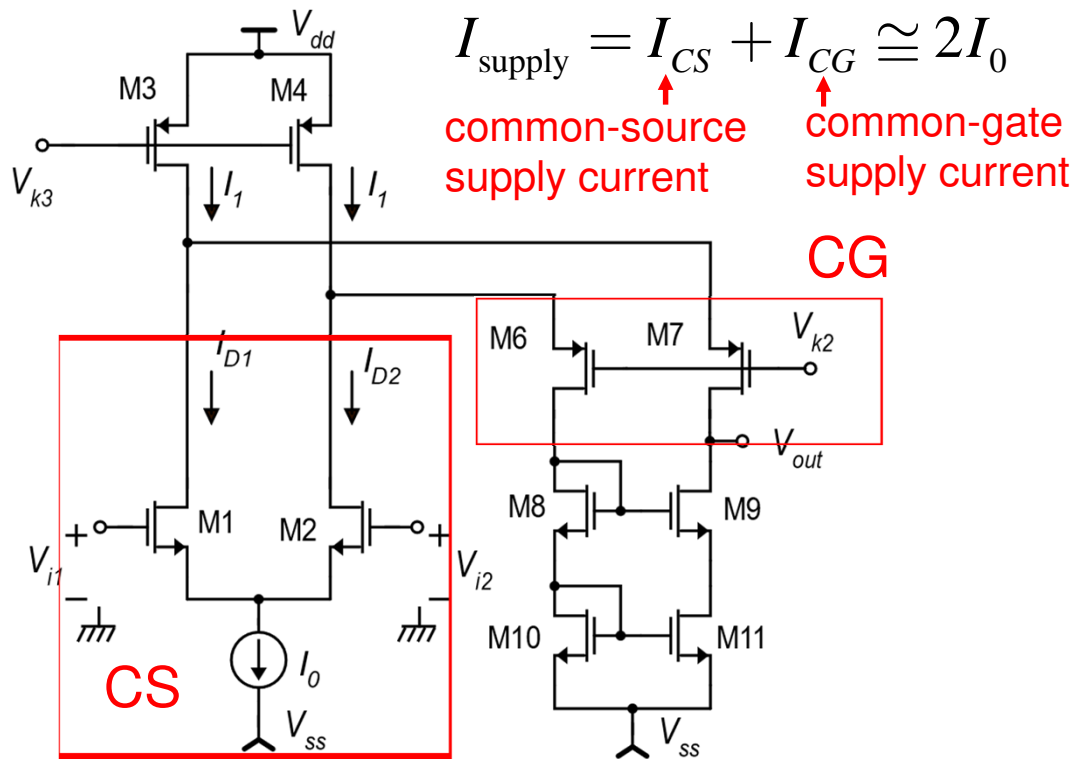 V_dd
I_supply = I_CS + I_CG ≅ 2I_0
common-source
supply current
common-gate
supply current
M3
M4
V_k3
I_1
I_1
CG
M6
M7
V_k2
I_D1
I_D2
V_out
M8
M9
M1
M2
+
+
V_i1
V_i2
−
−
M10
M11
CS
I_0
V_ss
V_ss